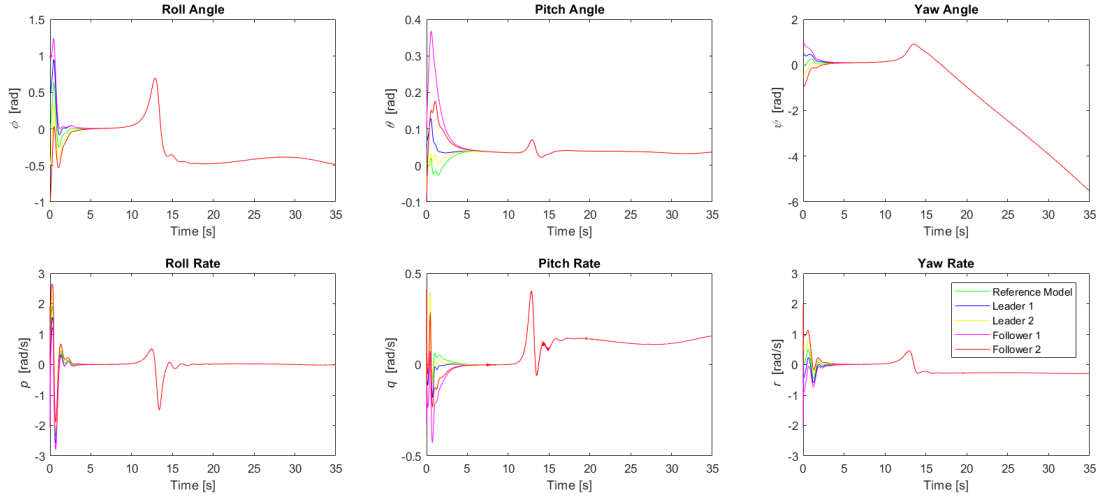 Roll Angle
1.5
1
0.5
0
-0.5
-1
ϕ [rad]
0 5 10 15 20 25 30 35
Time [s]
Pitch Angle
0.4
0.3
0.2
0.1
0
-0.1
θ [rad]
0 5 10 15 20 25 30 35
Time [s]
Yaw Angle
2
0
-2
-4
-6
ψ [rad]
0 5 10 15 20 25 30 35
Time [s]
Roll Rate
3
2
1
0
-1
-2
-3
p [rad/s]
0 5 10 15 20 25 30 35
Time [s]
Pitch Rate
0.5
0
-0.5
q [rad/s]
0 5 10 15 20 25 30 35
Time [s]
Yaw Rate
3
2
1
0
-1
-2
-3
r [rad/s]
Reference Model
Leader 1
Leader 2
Follower 1
Follower 2
0 5 10 15 20 25 30 35
Time [s]